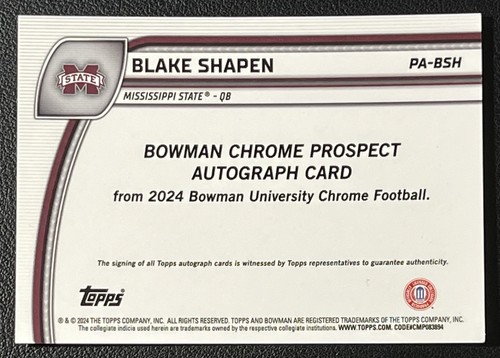 BLAKE SHAPEN
PA-BSH
STATE
MISSISSIPPI STATE® - QB
BOWMAN CHROME PROSPECT
AUTOGRAPH CARD
from 2024 Bowman University Chrome Football.
The signing of all Topps autograph cards is witnessed by Topps representatives to guarantee authenticity.
Topps
® & © 2024 THE TOPPS COMPANY, INC. ALL RIGHTS RESERVED. TOPPS AND BOWMAN ARE REGISTERED TRADEMARKS OF THE TOPPS COMPANY, INC.
The collegiate indicia used herein are trademarks owned by the respective collegiate institutions. WWW.TOPPS.COM. CODE#CMP083894